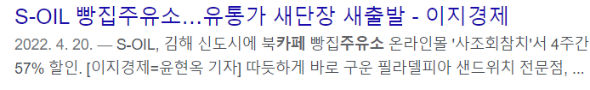 S-OIL 빵집주유소...유통가 새단장 새출발 - 이지경제
2022. 4. 20. — S-OIL, 김해 신도시에 북카페 빵집주유소 온라인몰 '사조회참치'서 4주간
57% 할인. [이지경제=윤현옥 기자] 따듯하게 바로 구운 필라델피아 샌드위치 전문점, ...